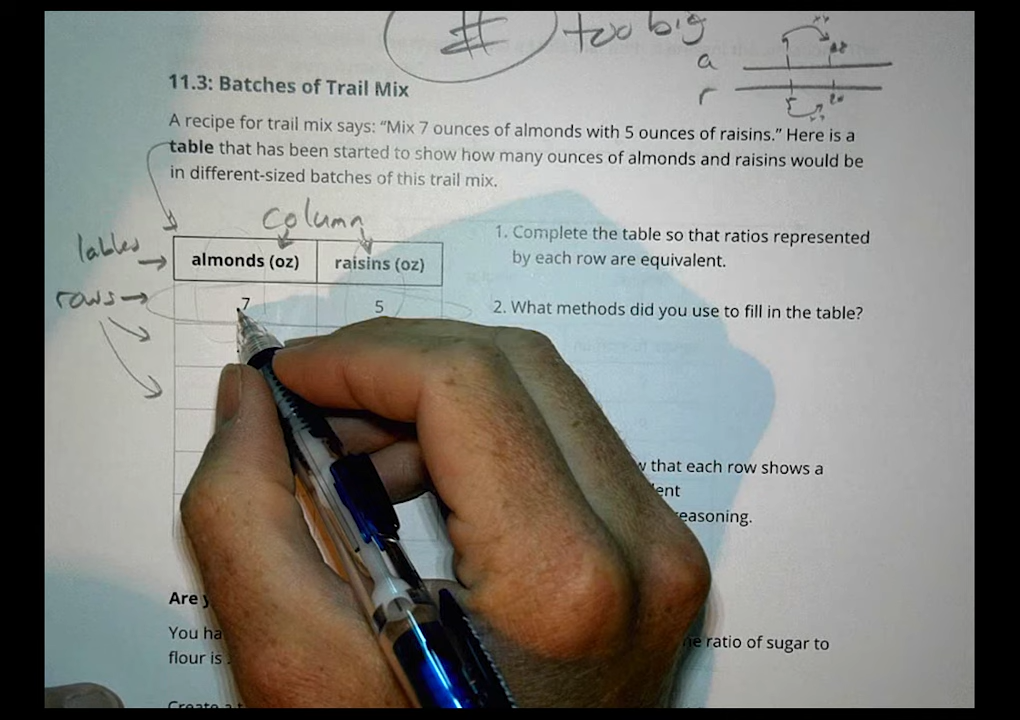 # too big
a
r
11.3: Batches of Trail Mix
A recipe for trail mix says: “Mix 7 ounces of almonds with 5 ounces of raisins.” Here is a
table that has been started to show how many ounces of almonds and raisins would be
in different-sized batches of this trail mix.
column
lables
almonds (oz) raisins (oz)
rows
7 5
1. Complete the table so that ratios represented
by each row are equivalent.
2. What methods did you use to fill in the table?
that each row shows a
easoning.
Are
You ha
ratio of sugar to
flour is